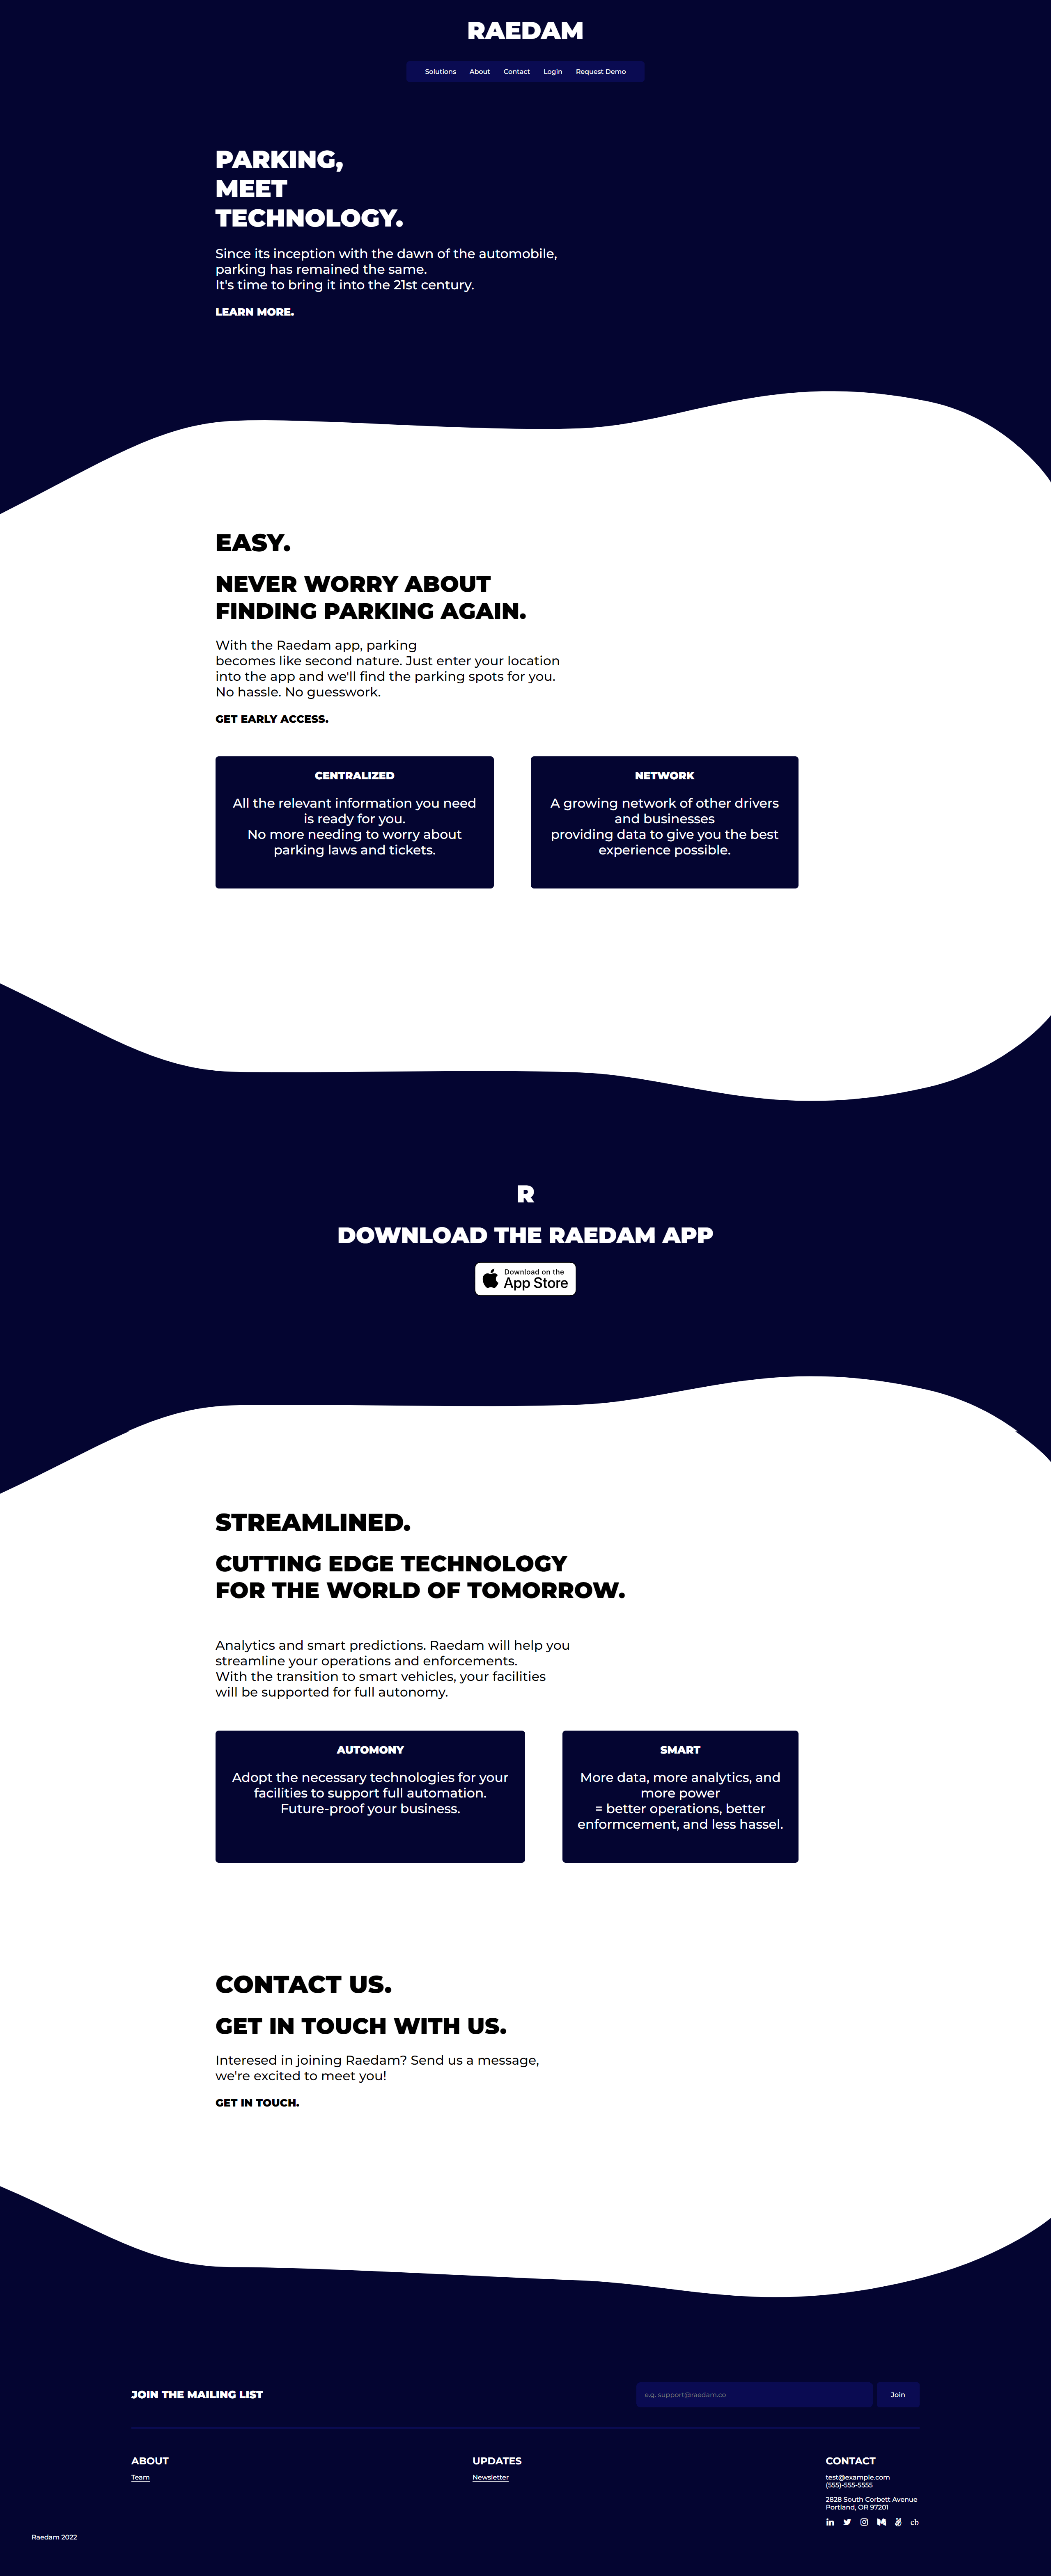 RAEDAM
Solutions About Contact Login Request Demo
PARKING,
MEET
TECHNOLOGY.
Since its inception with the dawn of the automobile,
parking has remained the same.
It's time to bring it into the 21st century.
LEARN MORE.
EASY.
NEVER WORRY ABOUT
FINDING PARKING AGAIN.
With the Raedam app, parking
becomes like second nature. Just enter your location
into the app and we'll find the parking spots for you.
No hassle. No guesswork.
GET EARLY ACCESS.
CENTRALIZED
All the relevant information you need
is ready for you.
No more needing to worry about
parking laws and tickets.
NETWORK
A growing network of other drivers
and businesses
providing data to give you the best
experience possible.
R
DOWNLOAD THE RAEDAM APP
Download on the
App Store
STREAMLINED.
CUTTING EDGE TECHNOLOGY
FOR THE WORLD OF TOMORROW.
Analytics and smart predictions. Raedam will help you
streamline your operations and enforcements.
With the transition to smart vehicles, your facilities
will be supported for full autonomy.
AUTOMONY
Adopt the necessary technologies for your
facilities to support full automation.
Future-proof your business.
SMART
More data, more analytics, and
more power
= better operations, better
enformcement, and less hassel.
CONTACT US.
GET IN TOUCH WITH US.
Interesed in joining Raedam? Send us a message,
we're excited to meet you!
GET IN TOUCH.
JOIN THE MAILING LIST
e.g. support@raedam.co
Join
ABOUT
Team
UPDATES
Newsletter
CONTACT
test@example.com
(555)-555-5555
2828 South Corbett Avenue
Portland, OR 97201
cb
Raedam 2022